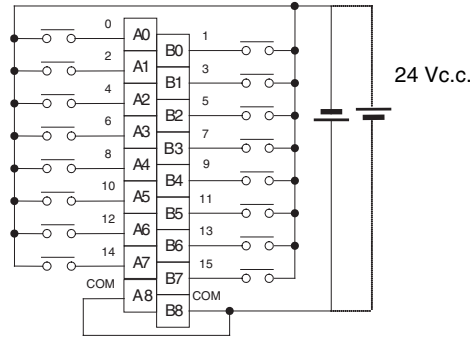 0 A0 B0 1
2 A1 B1 3
4 A2 B2 5
6 A3 B3 7
8 A4 B4 9
10 A5 B5 11
12 A6 B6 13
14 A7 B7 15
COM A8 B8 COM
24 Vc.c.